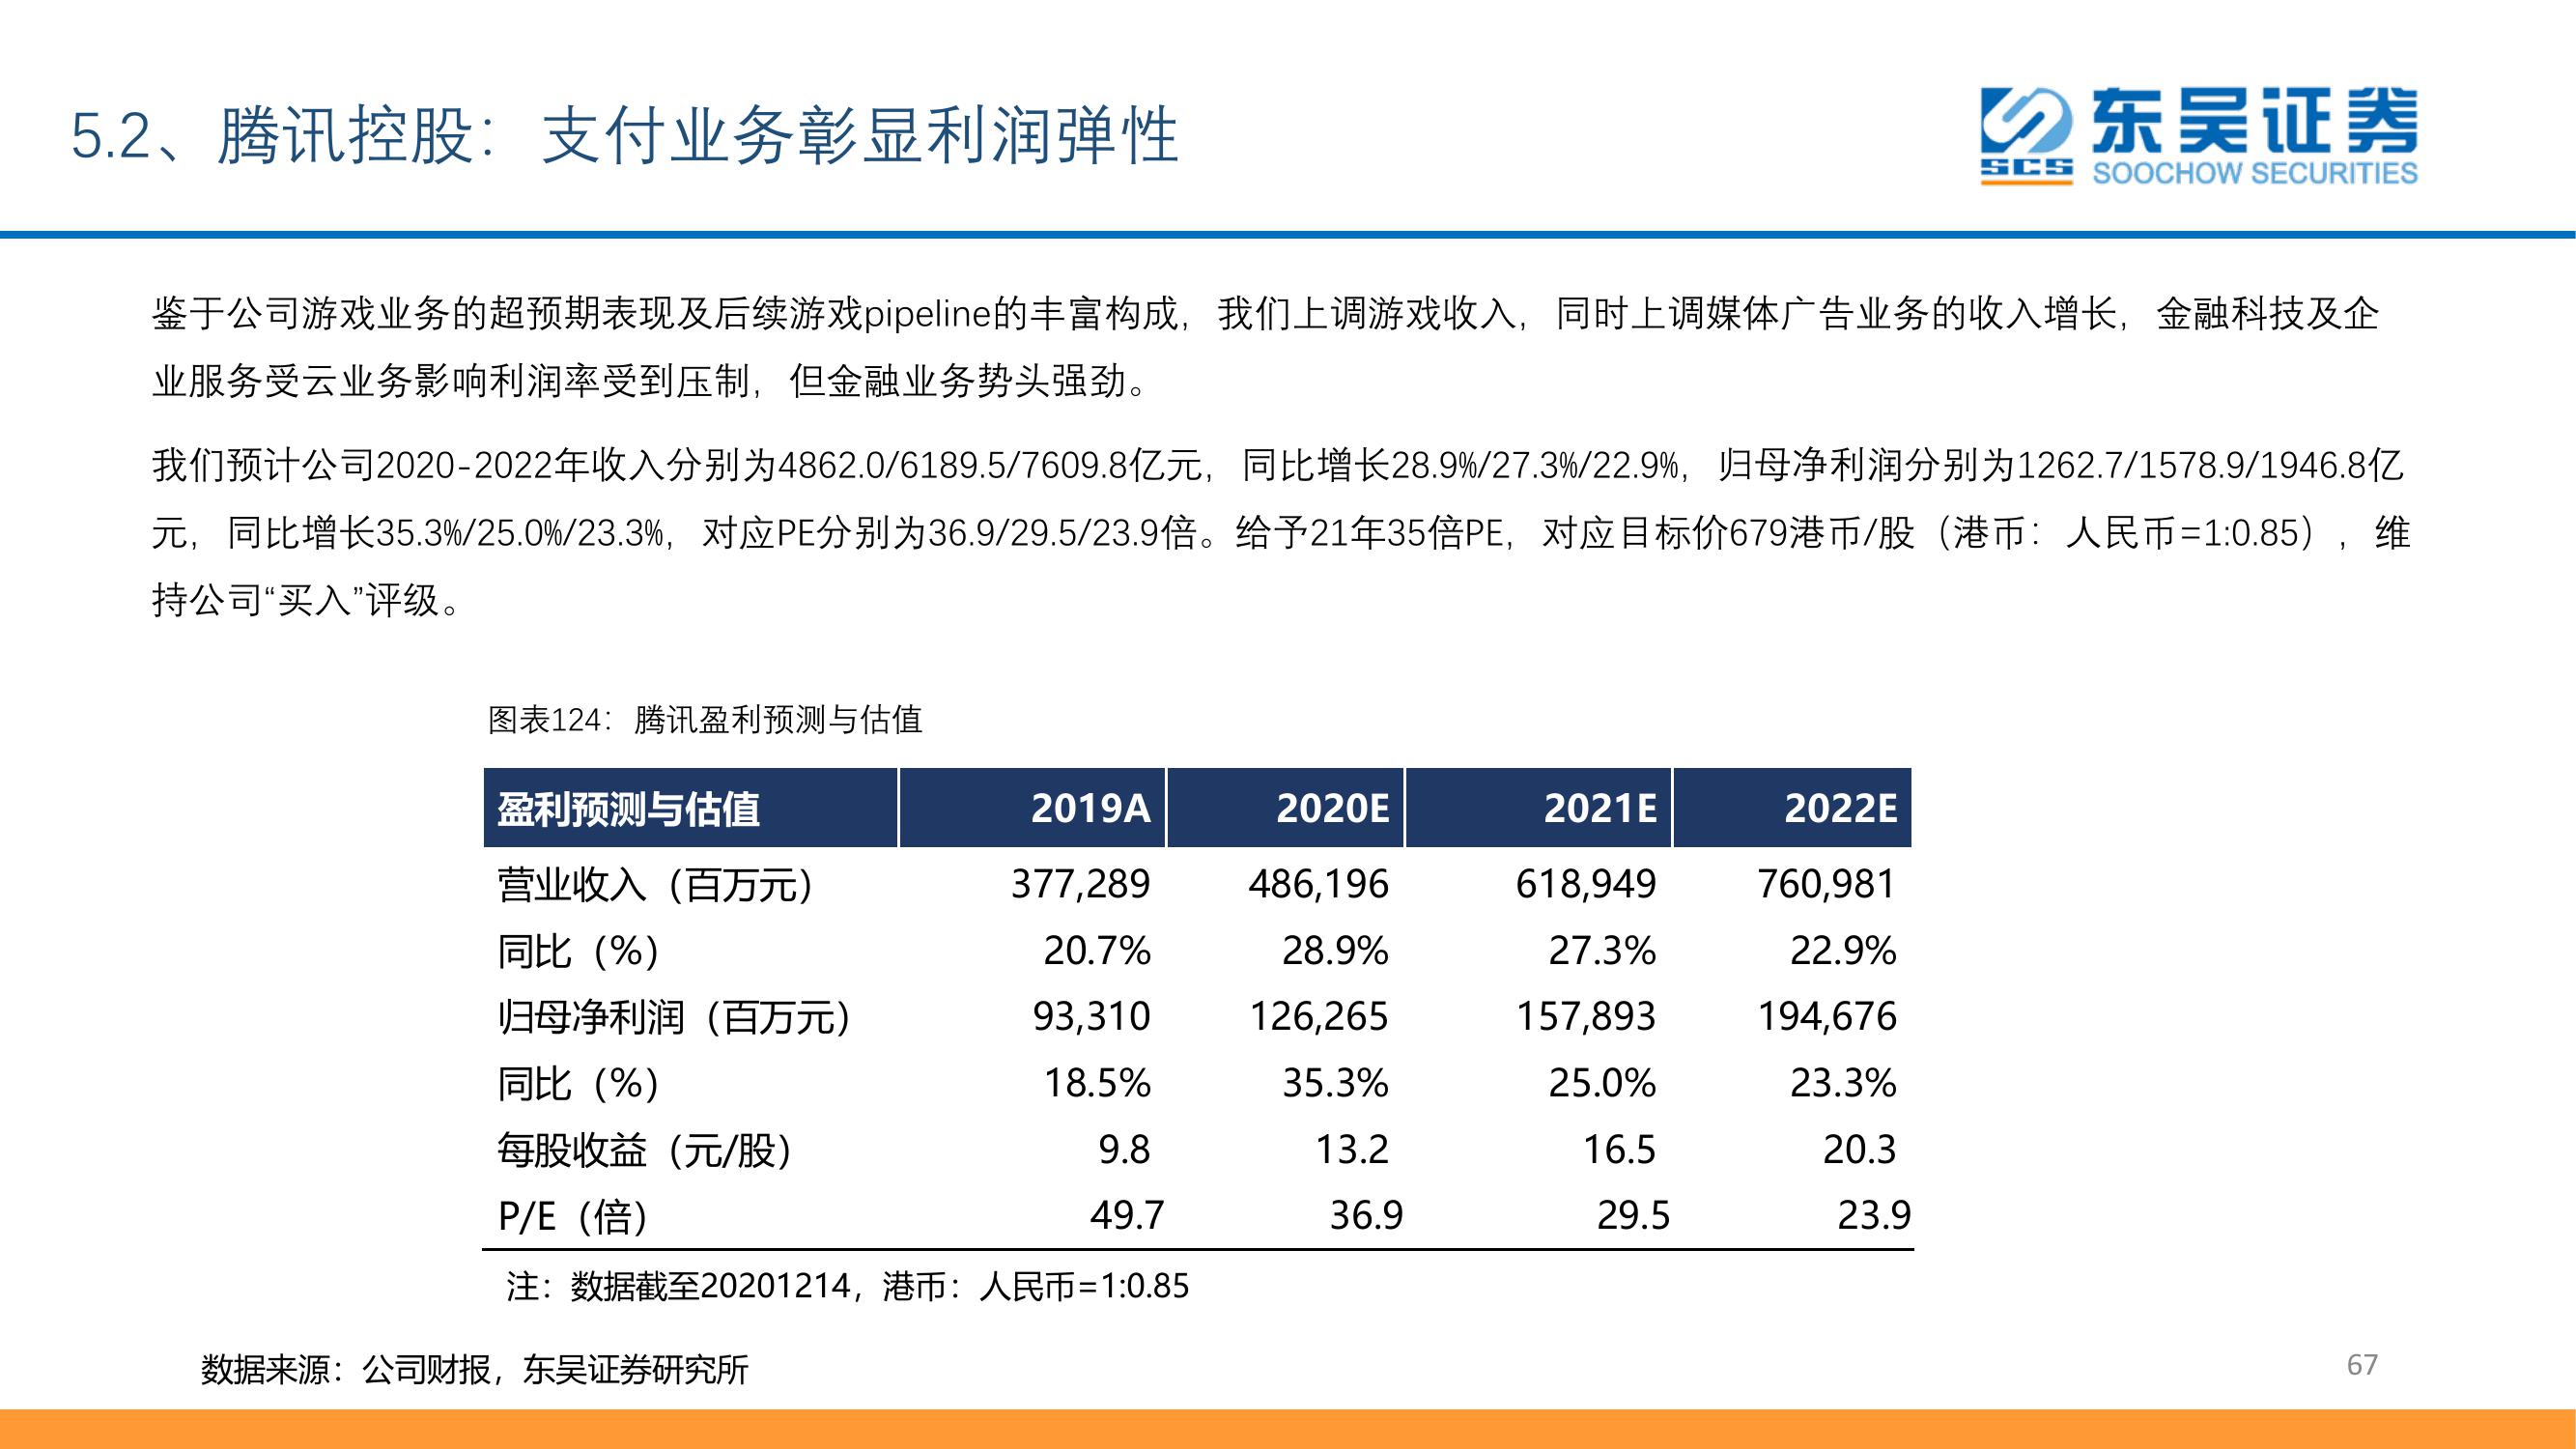 5.2、腾讯控股：支付业务彰显利润弹性
东吴证券
SCS
SOOCHOW SECURITIES
鉴于公司游戏业务的超预期表现及后续游戏pipeline的丰富构成，我们上调游戏收入，同时上调媒体广告业务的收入增长，金融科技及企
业服务受云业务影响利润率受到压制，但金融业务势头强劲。
我们预计公司2020-2022年收入分别为4862.0/6189.5/7609.8亿元，同比增长28.9%/27.3%/22.9%，归母净利润分别为1262.7/1578.9/1946.8亿
元，同比增长35.3%/25.0%/23.3%，对应PE分别为36.9/29.5/23.9倍。给予21年35倍PE，对应目标价679港币/股（港币：人民币=1:0.85），维
持公司“买入”评级。
图表124：腾讯盈利预测与估值
盈利预测与估值 2019A 2020E 2021E 2022E
营业收入（百万元） 377,289 486,196 618,949 760,981
同比（%） 20.7% 28.9% 27.3% 22.9%
归母净利润（百万元） 93,310 126,265 157,893 194,676
同比（%） 18.5% 35.3% 25.0% 23.3%
每股收益（元/股） 9.8 13.2 16.5 20.3
P/E（倍） 49.7 36.9 29.5 23.9
注：数据截至20201214，港币：人民币=1:0.85
数据来源：公司财报，东吴证券研究所
67